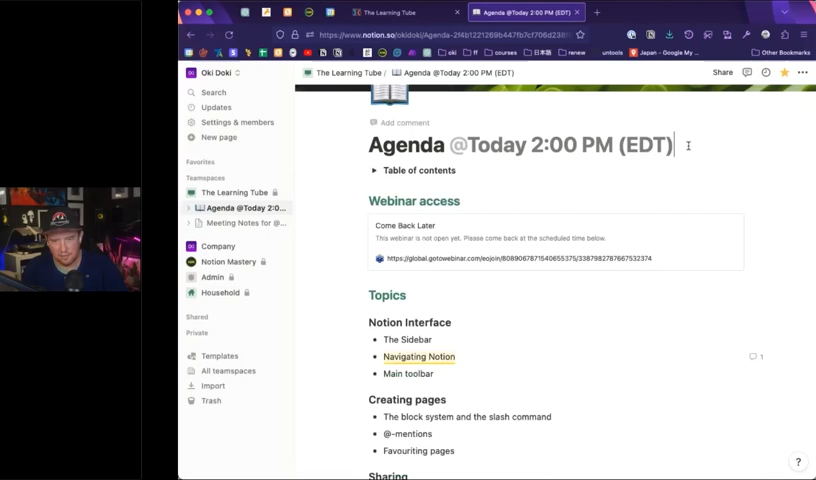 The Learning Tube
Agenda @Today 2:00 PM (EDT)
https://www.notion.so/okidoki/Agenda-2f4b1221269b447fb7cf706d238
oki
ff
courses
日本語
renew
untools
Japan - Google My ...
Other Bookmarks
Oki Doki
The Learning Tube / Agenda @Today 2:00 PM (EDT)
Share
Search
Updates
Settings & members
New page
Favorites
Teamspaces
The Learning Tube
Agenda @Today 2:0...
Meeting Notes for @...
Company
Notion Mastery
Admin
Household
Shared
Private
Templates
All teamspaces
Import
Trash
Add comment
Agenda @Today 2:00 PM (EDT)
Table of contents
Webinar access
Come Back Later
This webinar is not open yet. Please come back at the scheduled time below.
https://global.gotowebinar.com/eojoin/8089067871540655375/3387982787667532374
Topics
Notion Interface
The Sidebar
Navigating Notion
1
Main toolbar
Creating pages
The block system and the slash command
@-mentions
Favouriting pages
Sharing
?